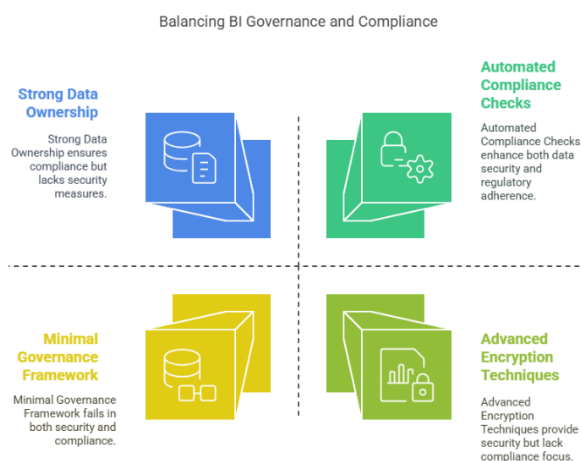 Balancing BI Governance and Compliance
Strong Data
Ownership
Strong Data
Ownership ensures
compliance but
lacks security
measures.
Automated
Compliance
Checks
Automated
Compliance Checks
enhance both data
security and
regulatory
adherence.
Minimal
Governance
Framework
Minimal Governance
Framework fails in
both security and
compliance.
Advanced
Encryption
Techniques
Advanced
Encryption
Techniques provide
security but lack
compliance focus.